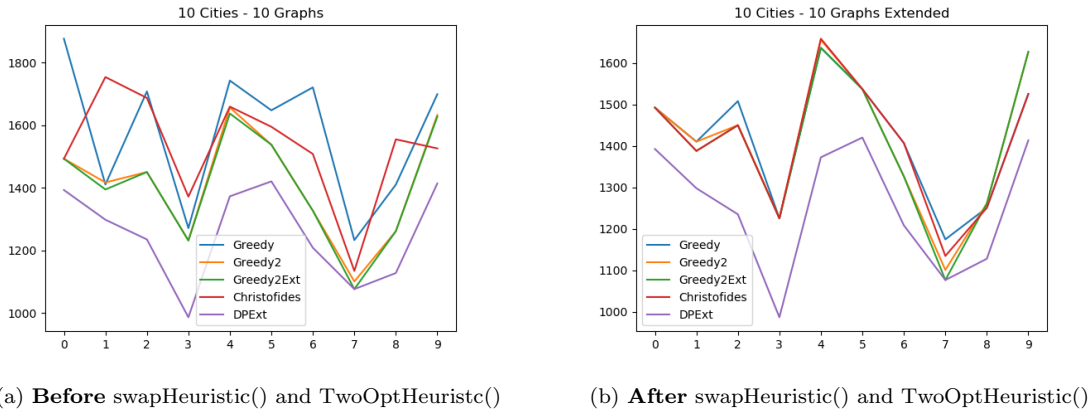 10 Cities - 10 Graphs
1800
1600
1400
1200
1000
Greedy
Greedy2
Greedy2Ext
Christofides
DPExt
0 1 2 3 4 5 6 7 8 9
(a) Before swapHeuristic() and TwoOptHeuristc()
10 Cities - 10 Graphs Extended
1600
1500
1400
1300
1200
1100
1000
Greedy
Greedy2
Greedy2Ext
Christofides
DPExt
0 1 2 3 4 5 6 7 8 9
(b) After swapHeuristic() and TwoOptHeuristic()